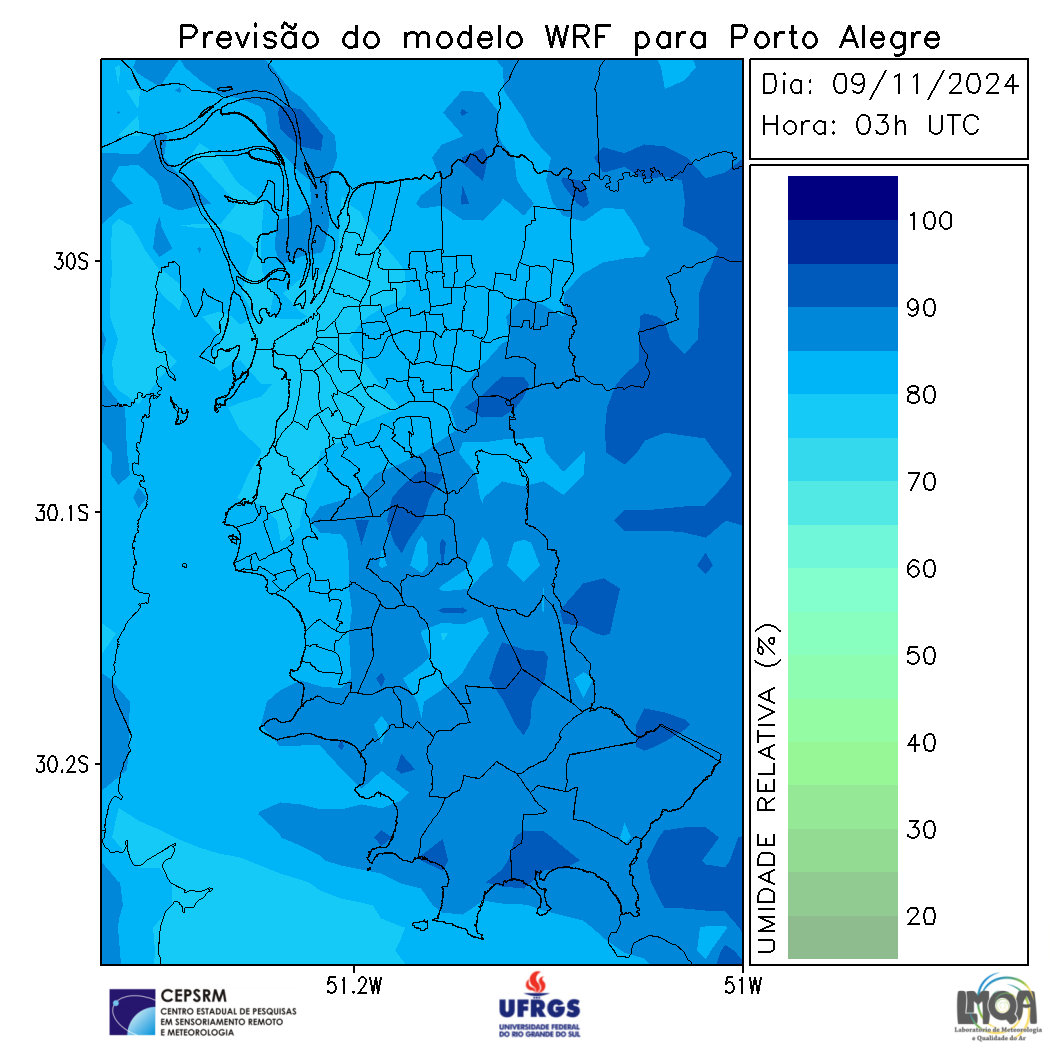 Previsão do modelo WRF para Porto Alegre
Dia: 09/11/2024
Hora: 03h UTC
30S
30.1S
30.2S
51.2W
51W
UMIDADE RELATIVA (%)
100
90
80
70
60
50
40
30
20
CEPSRM
CENTRO ESTADUAL DE PESQUISAS
EM SENSORIAMENTO REMOTO
E METEOROLOGIA
UFRGS
UNIVERSIDADE FEDERAL
DO RIO GRANDE DO SUL
LMQA
Laboratório de Meteorologia
e Qualidade do Ar